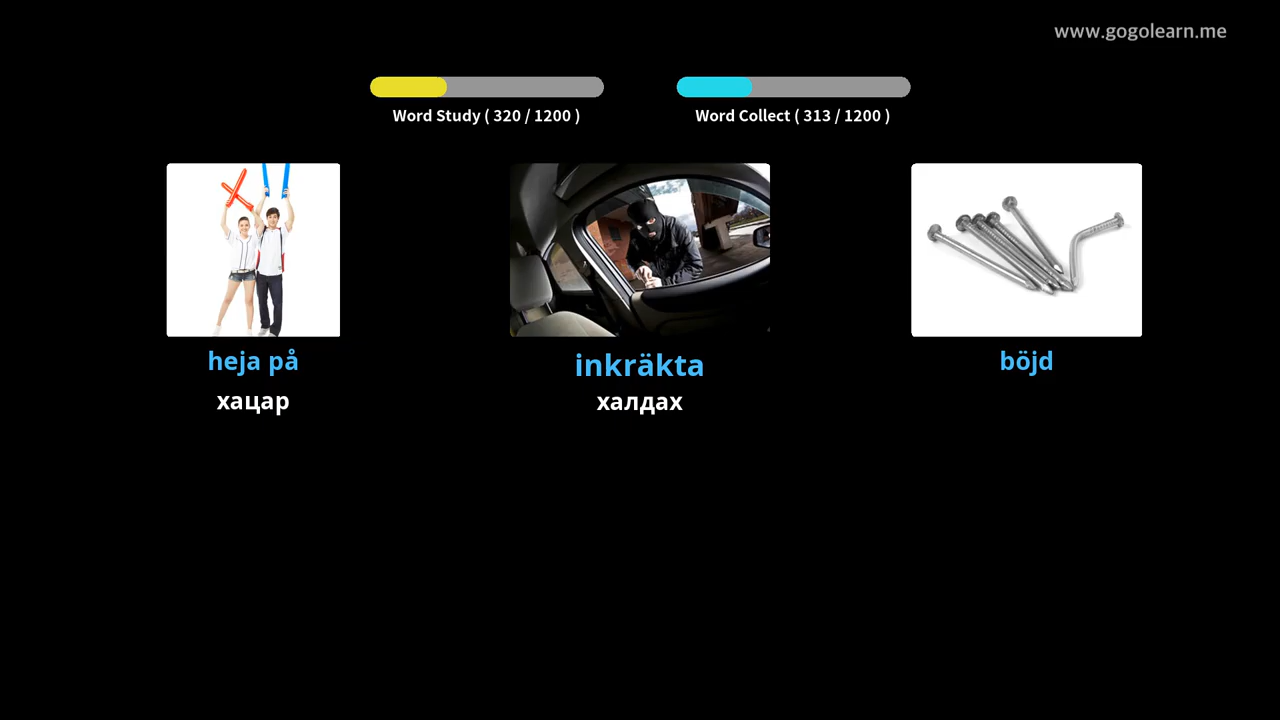 www.gogolearn.me
Word Study ( 320 / 1200 )
Word Collect ( 313 / 1200 )
heja på
inkräkta
böjd
хацар
халдах